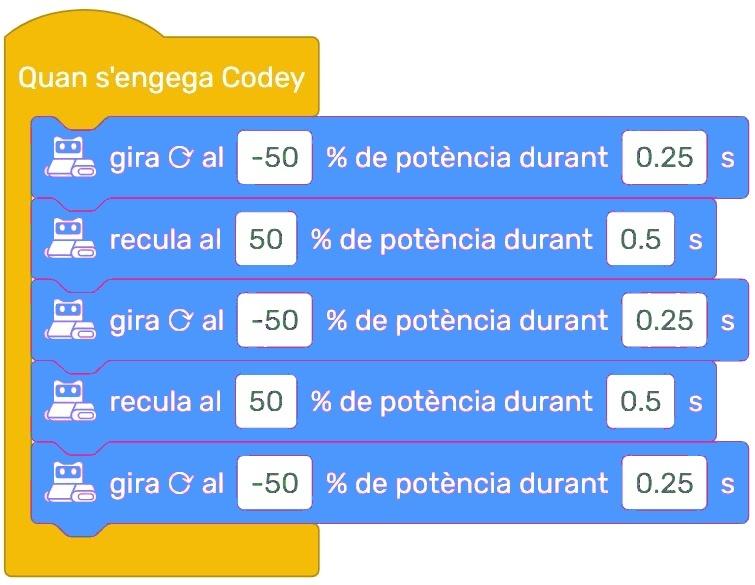 Quan s'engega Codey
gira ⟳ al -50 % de potència durant 0.25 s
recula al 50 % de potència durant 0.5 s
gira ⟳ al -50 % de potència durant 0.25 s
recula al 50 % de potència durant 0.5 s
gira ⟳ al -50 % de potència durant 0.25 s